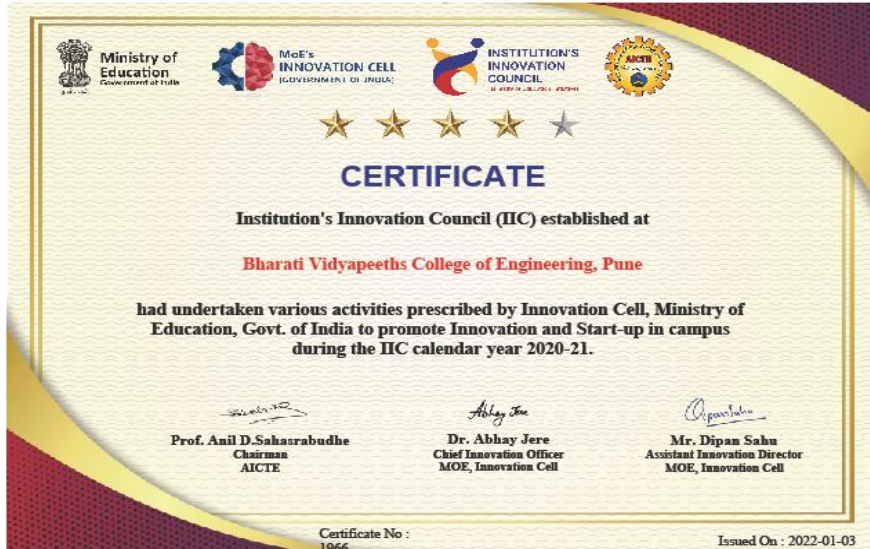 Ministry of
Education
Government of India
MoE's
INNOVATION CELL
(GOVERNMENT OF INDIA)
INSTITUTION'S
INNOVATION
COUNCIL
AICTE
CERTIFICATE
Institution's Innovation Council (IIC) established at
Bharati Vidyapeeths College of Engineering, Pune
had undertaken various activities prescribed by Innovation Cell, Ministry of
Education, Govt. of India to promote Innovation and Start-up in campus
during the IIC calendar year 2020-21.
Abhay Jere
Prof. Anil D.Sahasrabudhe
Chairman
AICTE
Dr. Abhay Jere
Chief Innovation Officer
MOE, Innovation Cell
Mr. Dipan Sahu
Assistant Innovation Director
MOE, Innovation Cell
Certificate No :
1966
Issued On : 2022-01-03